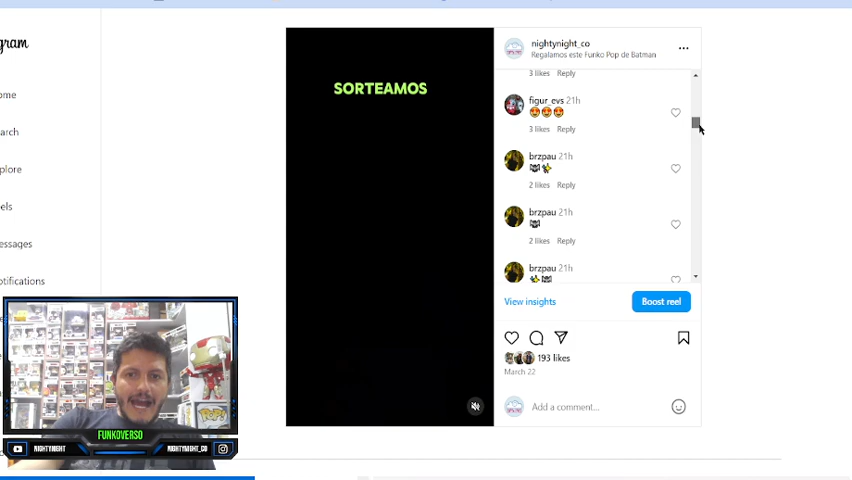 gram
ome
arch
plore
els
essages
otifications
SORTEAMOS
nightynight_co
Regalamos este Funko Pop de Batman
3 likes Reply
figur_evs 21h
3 likes Reply
brzpau 21h
2 likes Reply
brzpau 21h
2 likes Reply
brzpau 21h
View insights
Boost reel
193 likes
March 22
Add a comment...
POP!
FUNKOVERSO
NIGHTYNIGHT
NIGHTYNIGHT_CO